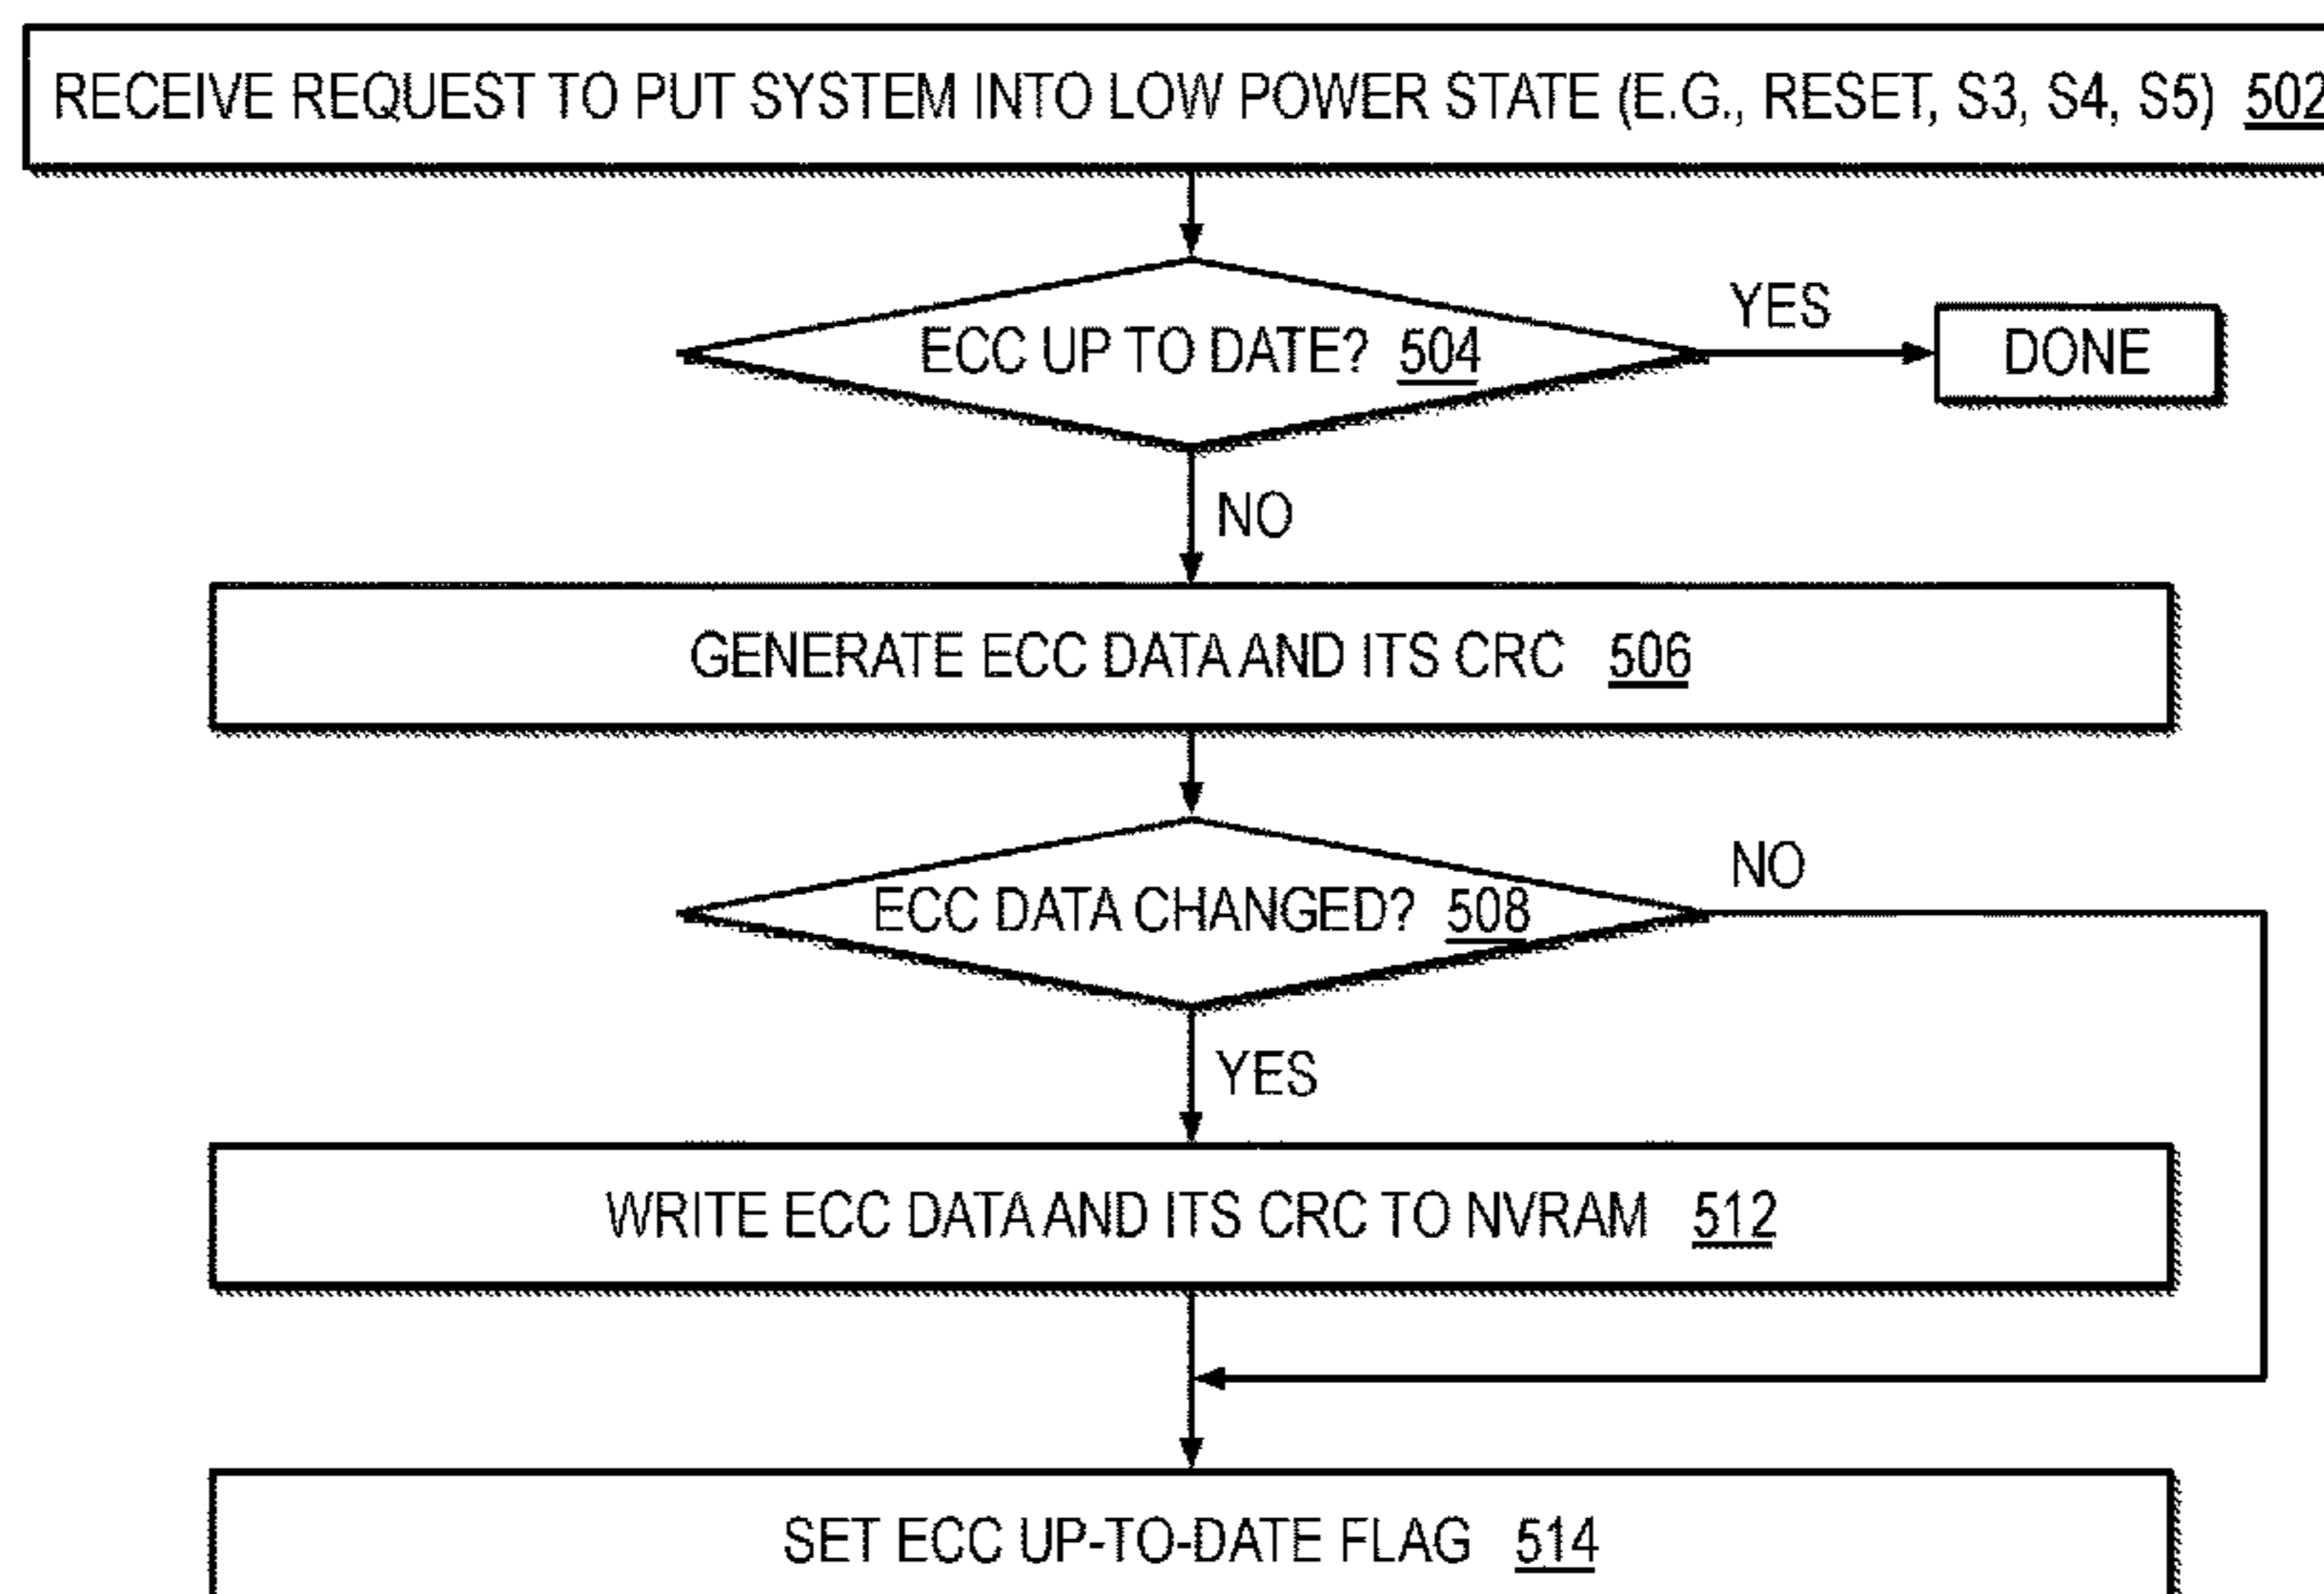 RECEIVE REQUEST TO PUT SYSTEM INTO LOW POWER STATE (E.G., RESET, S3, S4, S5) 502
ECC UP TO DATE? 504
YES
DONE
NO
GENERATE ECC DATA AND ITS CRC 506
ECC DATA CHANGED? 508
NO
YES
WRITE ECC DATA AND ITS CRC TO NVRAM 512
SET ECC UP-TO-DATE FLAG 514